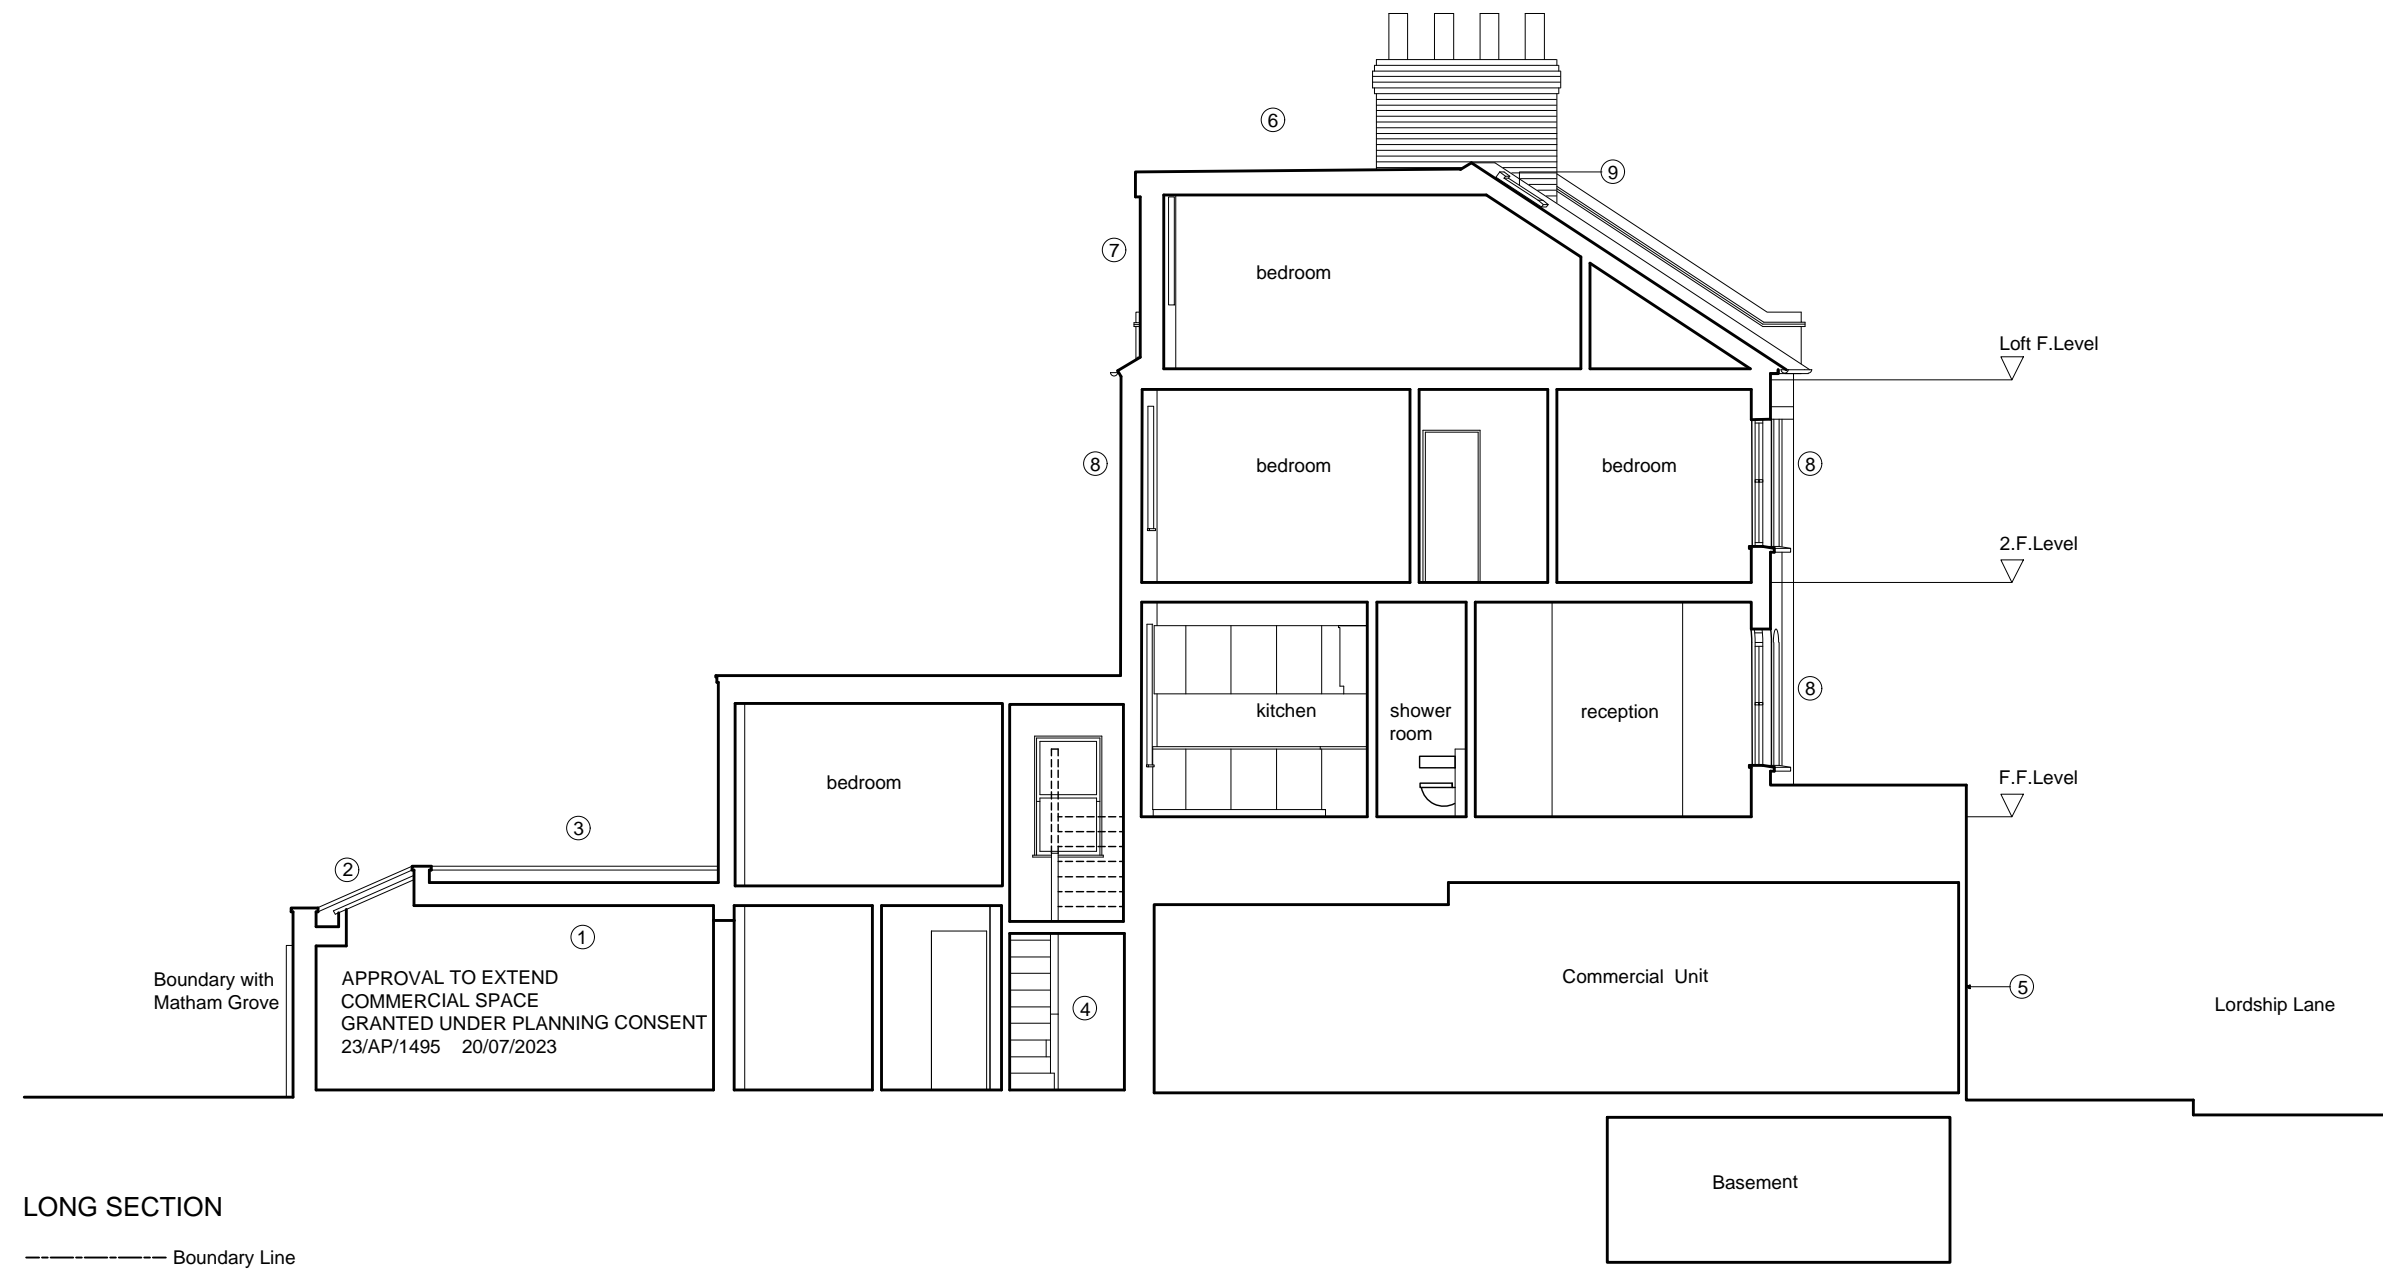 6
9
7
bedroom
Loft F.Level
8
bedroom
bedroom
8
2.F.Level
kitchen
shower
room
reception
8
bedroom
F.F.Level
3
2
1
Boundary with
Matham Grove
APPROVAL TO EXTEND
COMMERCIAL SPACE
GRANTED UNDER PLANNING CONSENT
23/AP/1495 20/07/2023
4
Commercial Unit
5
Lordship Lane
Basement
LONG SECTION
Boundary Line